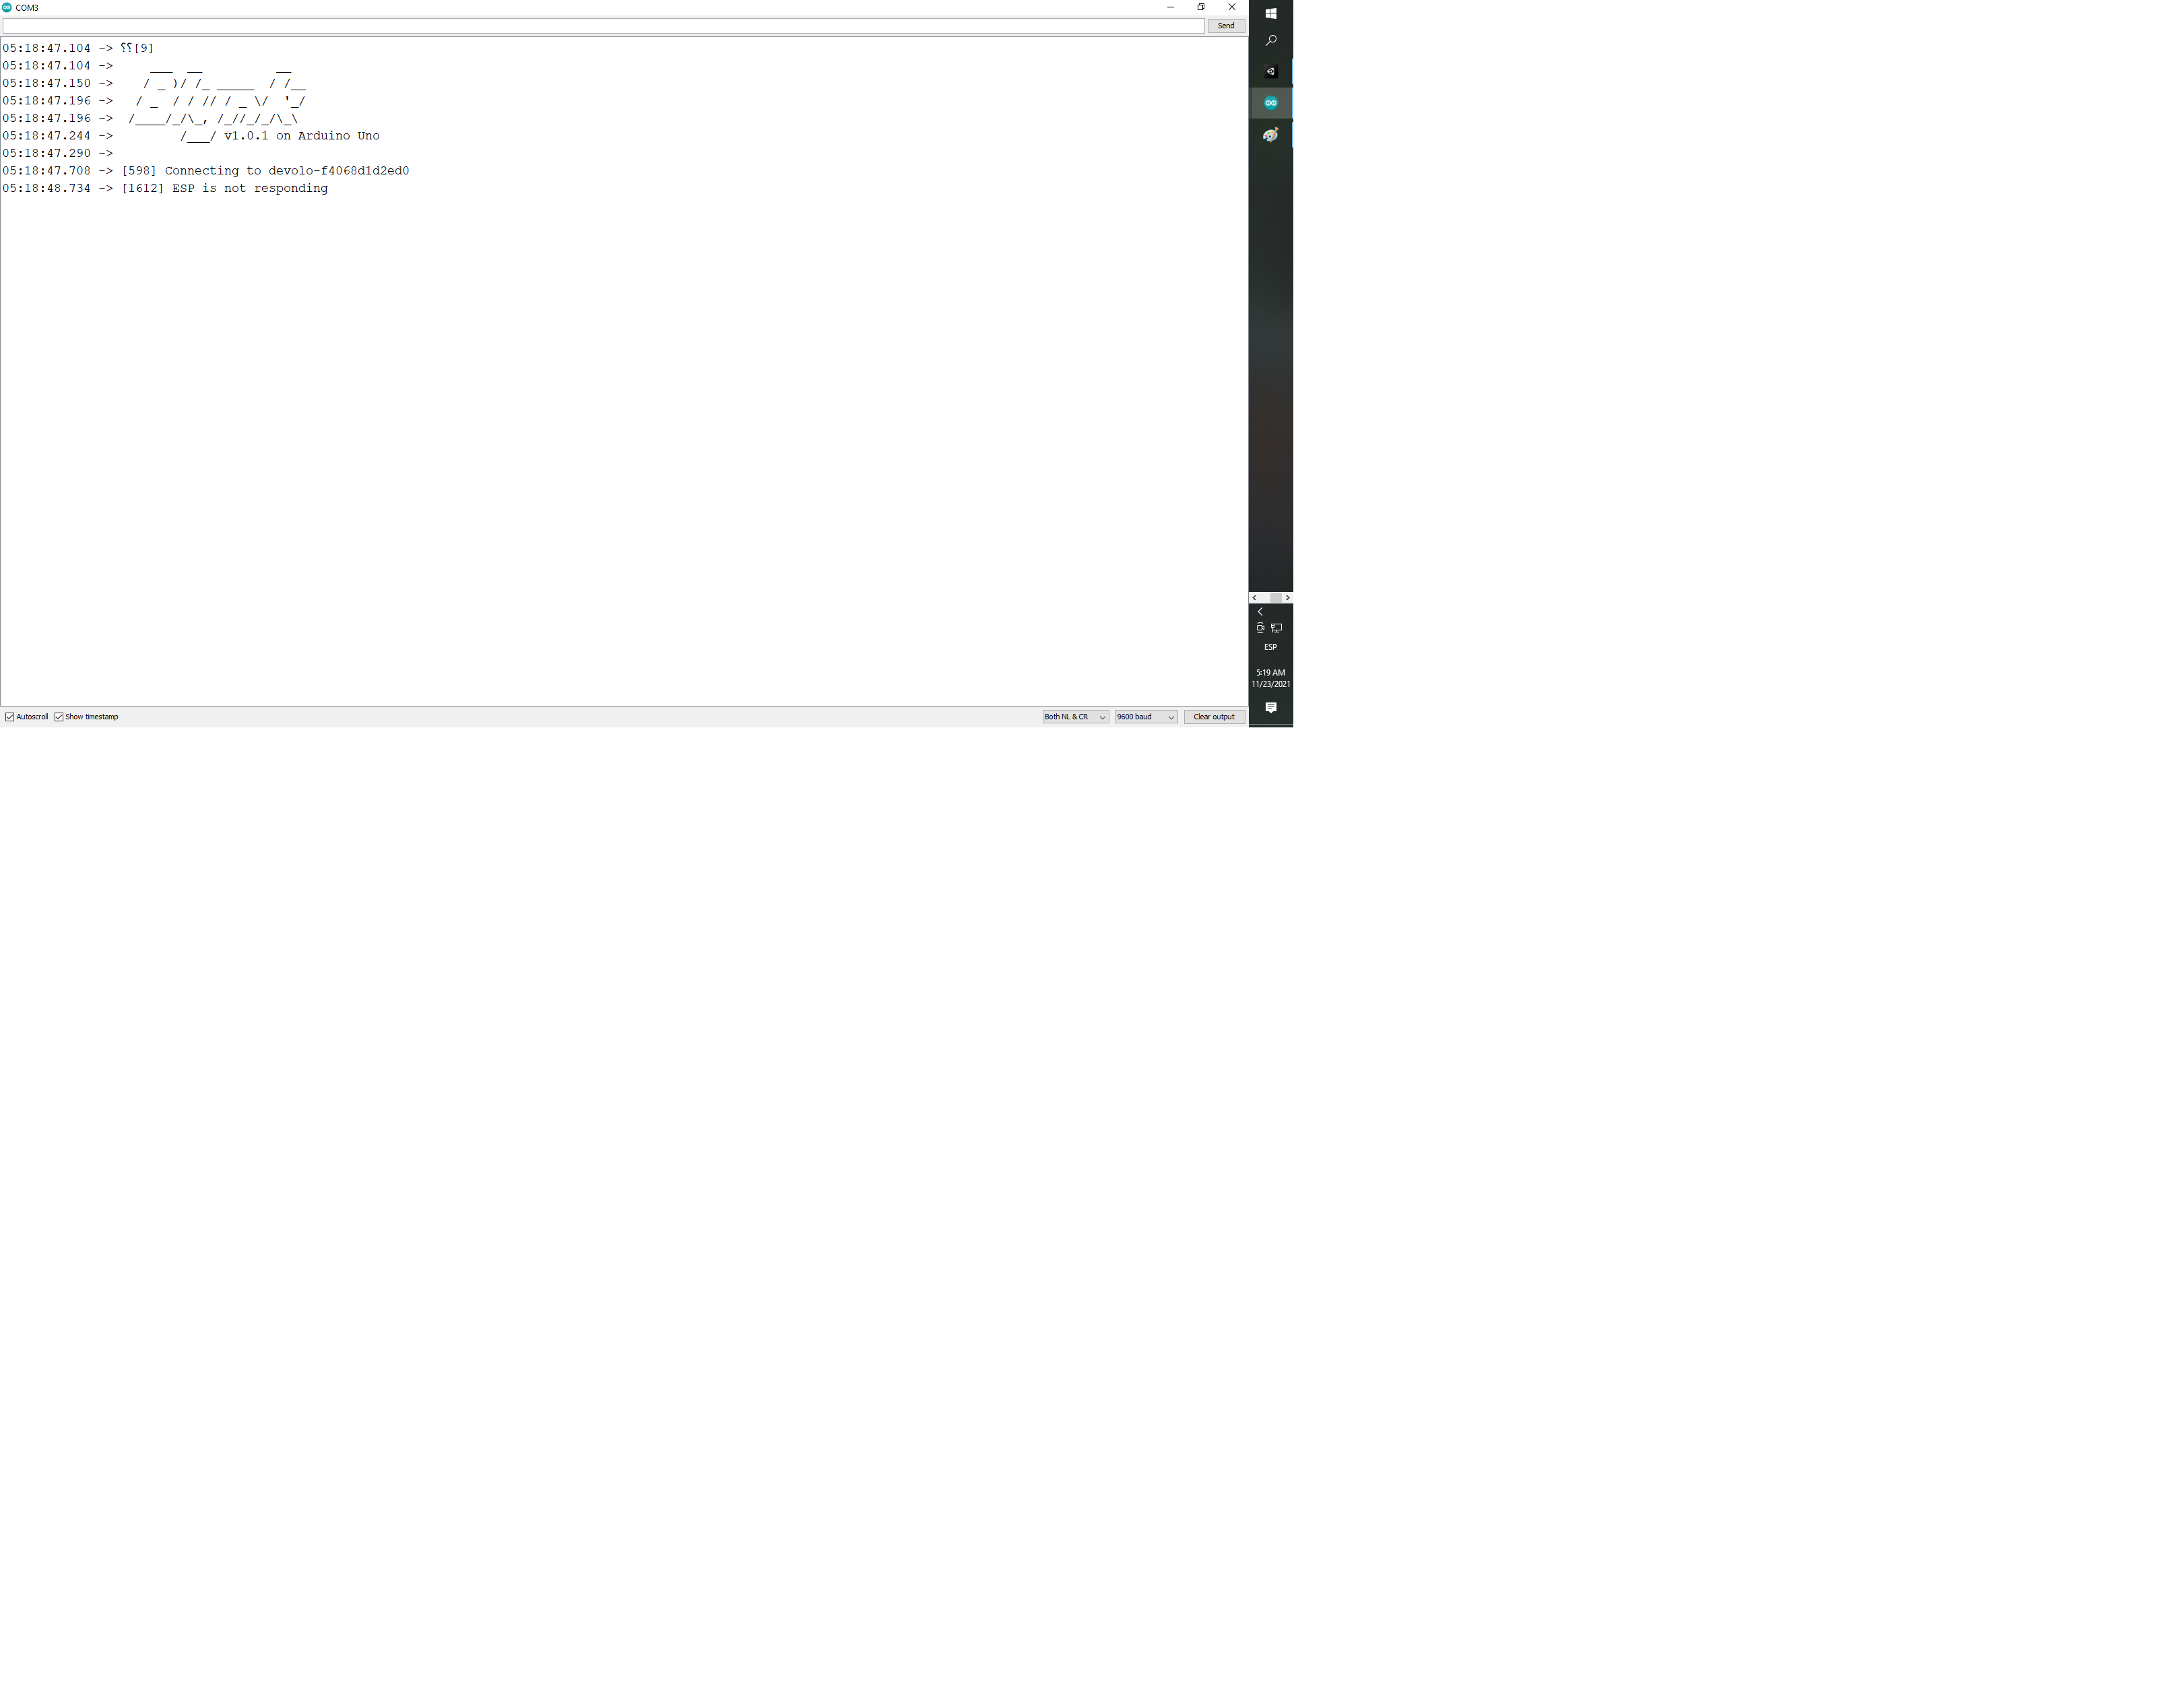 COM3
Send
05:18:47.104 -> ⸮⸮[9]
05:18:47.104 ->     ___  __          __
05:18:47.150 ->    / _ )/ /_ _____  / /__
05:18:47.196 ->   / _  / / // / _ \/  '_/
05:18:47.196 ->  /____/_/\_, /_//_/_/\_\
05:18:47.244 ->         /___/ v1.0.1 on Arduino Uno
05:18:47.290 ->
05:18:47.708 -> [598] Connecting to devolo-f4068d1d2ed0
05:18:48.734 -> [1612] ESP is not responding
ESP
5:19 AM
11/23/2021
Autoscroll Show timestamp Both NL & CR 9600 baud Clear output